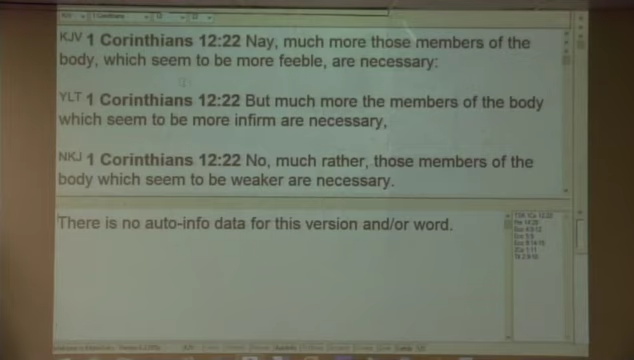 KJV 1 Corinthians 12:22 Nay, much more those members of the
body, which seem to be more feeble, are necessary:
YLT 1 Corinthians 12:22 But much more the members of the body
which seem to be more infirm are necessary,
NKJ 1 Corinthians 12:22 No, much rather, those members of the
body which seem to be weaker are necessary.
There is no auto-info data for this version and/or word.